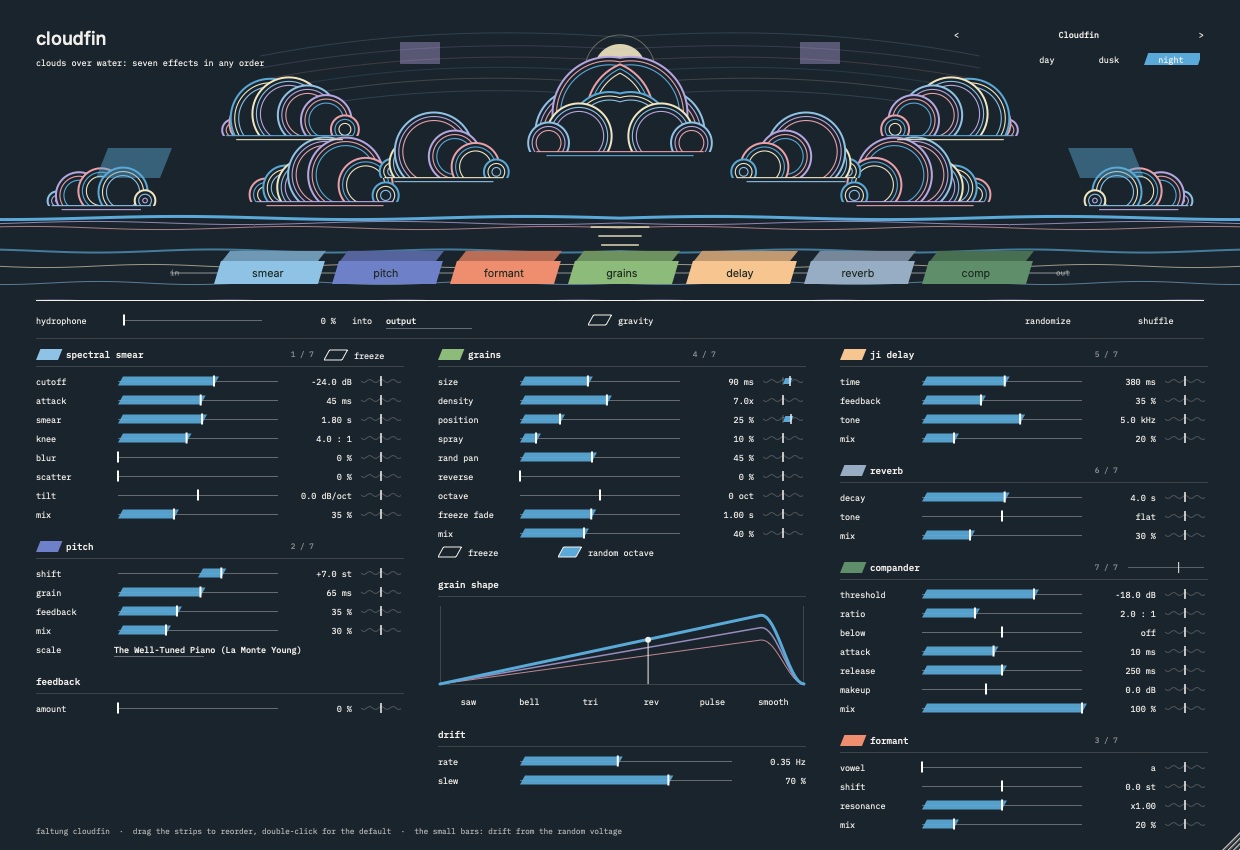 cloudfin
clouds over water: seven effects in any order
< Cloudfin >
day dusk night
in smear pitch formant grains delay reverb comp out
hydrophone 0 % into output gravity randomize shuffle
spectral smear 1 / 7 freeze
cutoff -24.0 dB
attack 45 ms
smear 1.80 s
knee 4.0 : 1
blur 0 %
scatter 0 %
tilt 0.0 dB/oct
mix 35 %
pitch 2 / 7
shift +7.0 st
grain 65 ms
feedback 35 %
mix 30 %
scale The Well-Tuned Piano (La Monte Young)
feedback
amount 0 %
grains 4 / 7
size 90 ms
density 7.0x
position 25 %
spray 10 %
rand pan 45 %
reverse 0 %
octave 0 oct
freeze fade 1.00 s
mix 40 %
freeze random octave
grain shape
saw bell tri rev pulse smooth
drift
rate 0.35 Hz
slew 70 %
ji delay 5 / 7
time 380 ms
feedback 35 %
tone 5.0 kHz
mix 20 %
reverb 6 / 7
decay 4.0 s
tone flat
mix 30 %
compander 7 / 7
threshold -18.0 dB
ratio 2.0 : 1
below off
attack 10 ms
release 250 ms
makeup 0.0 dB
mix 100 %
formant 3 / 7
vowel a
shift 0.0 st
resonance x1.00
mix 20 %
faltung cloudfin · drag the strips to reorder, double-click for the default · the small bars: drift from the random voltage